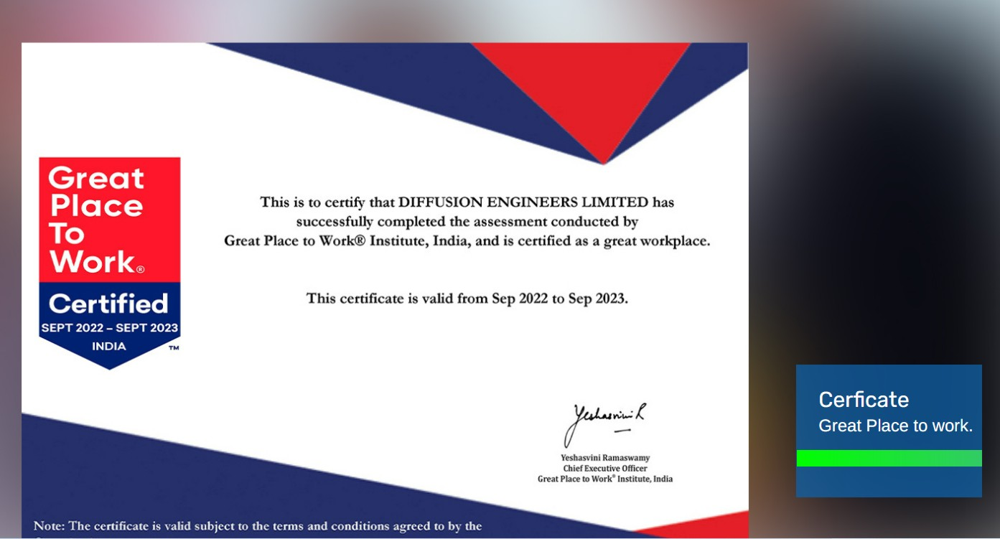 Great
Place
To
Work®
Certified
SEPT 2022 – SEPT 2023
INDIA
™
This is to certify that DIFFUSION ENGINEERS LIMITED has
successfully completed the assessment conducted by
Great Place to Work® Institute, India, and is certified as a great workplace.
This certificate is valid from Sep 2022 to Sep 2023.
Yeshasvini R
Yeshasvini Ramaswamy
Chief Executive Officer
Great Place to Work® Institute, India
Note: The certificate is valid subject to the terms and conditions agreed to by the
Cerficate
Great Place to work.